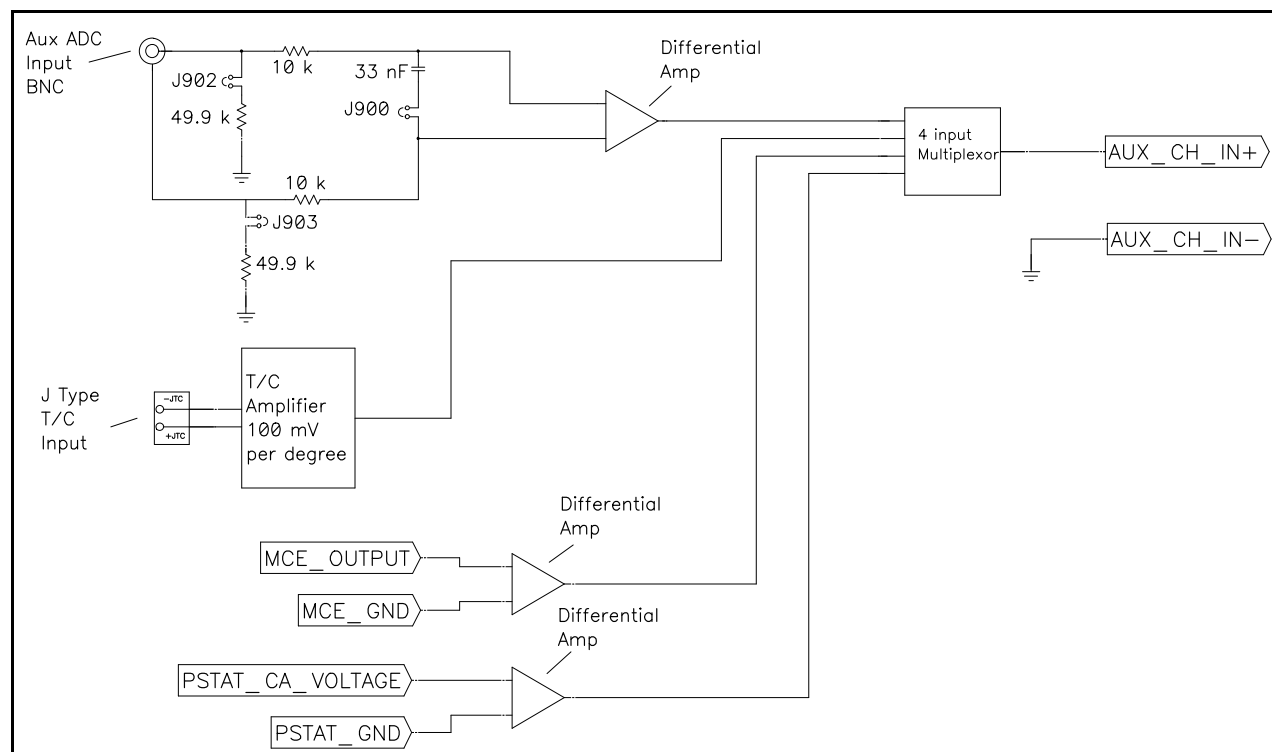 Aux ADC
Input
BNC
J902
49.9 k
10 k
33 nF
J900
Differential
Amp
4 input
Multiplexor
AUX_CH_IN+
10 k
J903
49.9 k
AUX_CH_IN-
J Type
T/C
Input
-JTC
+JTC
T/C
Amplifier
100 mV
per degree
Differential
Amp
MCE_OUTPUT
MCE_GND
Differential
Amp
PSTAT_CA_VOLTAGE
PSTAT_GND